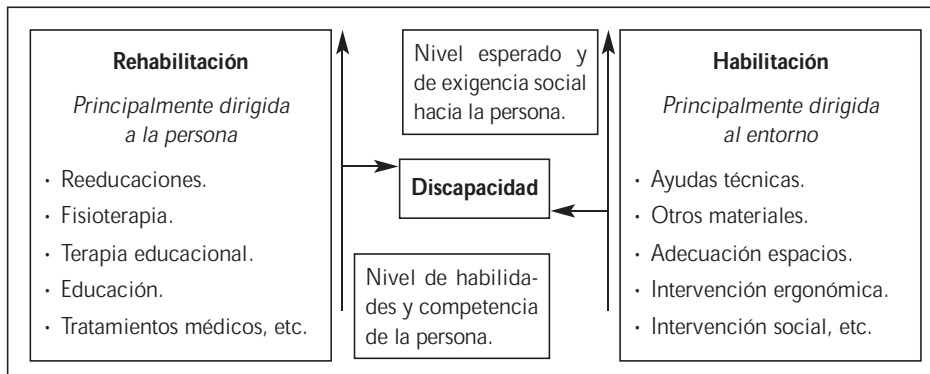 Rehabilitación
Principalmente dirigida
a la persona
· Reeducaciones.
· Fisioterapia.
· Terapia educacional.
· Educación.
· Tratamientos médicos, etc.
Nivel esperado y
de exigencia social
hacia la persona.
Discapacidad
Nivel de habilida-
des y competencia
de la persona.
Habilitación
Principalmente dirigida
al entorno
· Ayudas técnicas.
· Otros materiales.
· Adecuación espacios.
· Intervención ergonómica.
· Intervención social, etc.